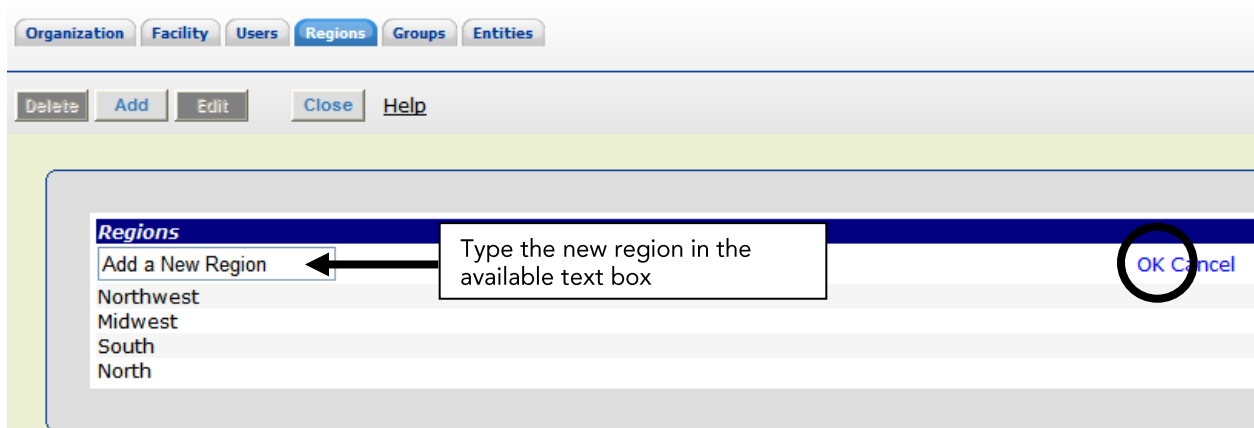 Organization Facility Users Regions Groups Entities
Delete Add Edit Close Help
Regions
Add a New Region
Type the new region in the
available text box
OK Cancel
Northwest
Midwest
South
North